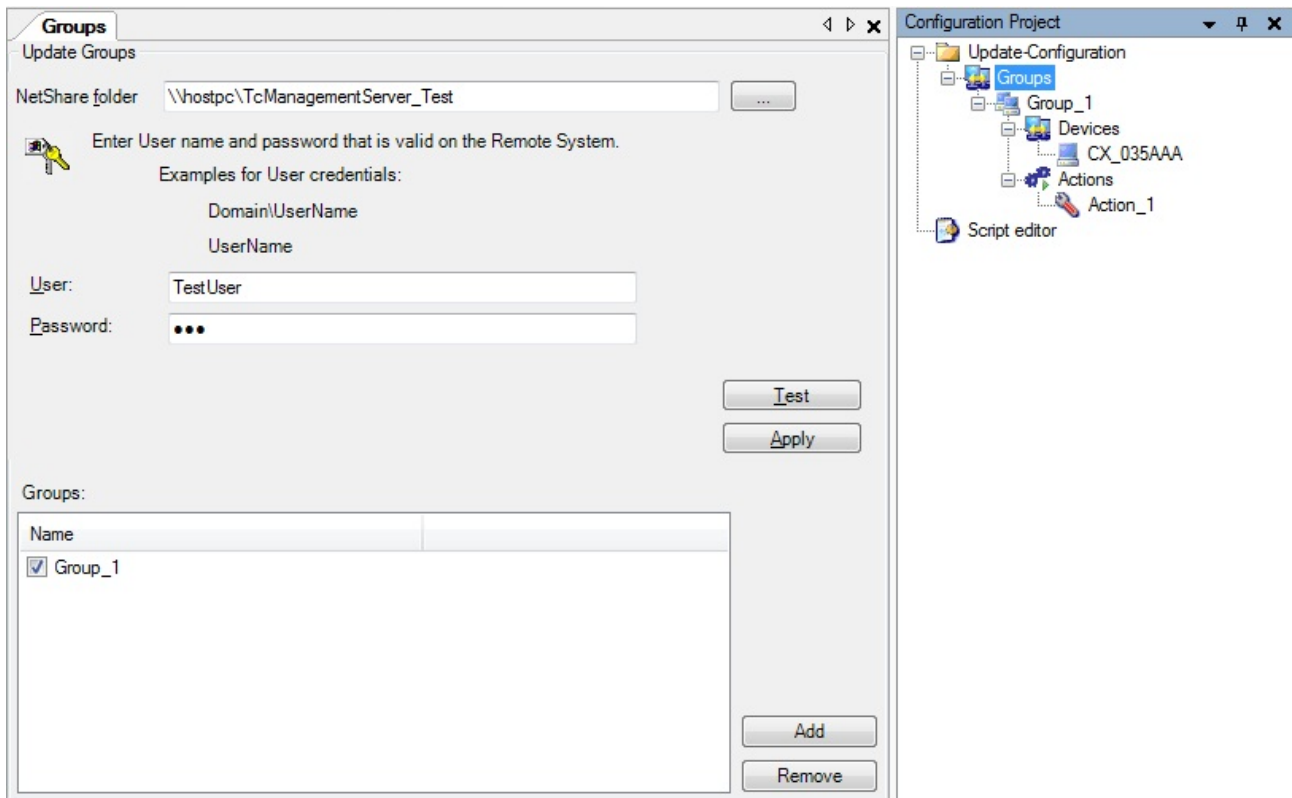 Groups
Update Groups
NetShare folder \\hostpc\TcManagementServer_Test ...
Enter User name and password that is valid on the Remote System.
Examples for User credentials:
Domain\UserName
UserName
User: TestUser
Password: ●●●
Test
Apply
Groups:
Name
Group_1
Add
Remove
Configuration Project
Update-Configuration
Groups
Group_1
Devices
CX_035AAA
Actions
Action_1
Script editor